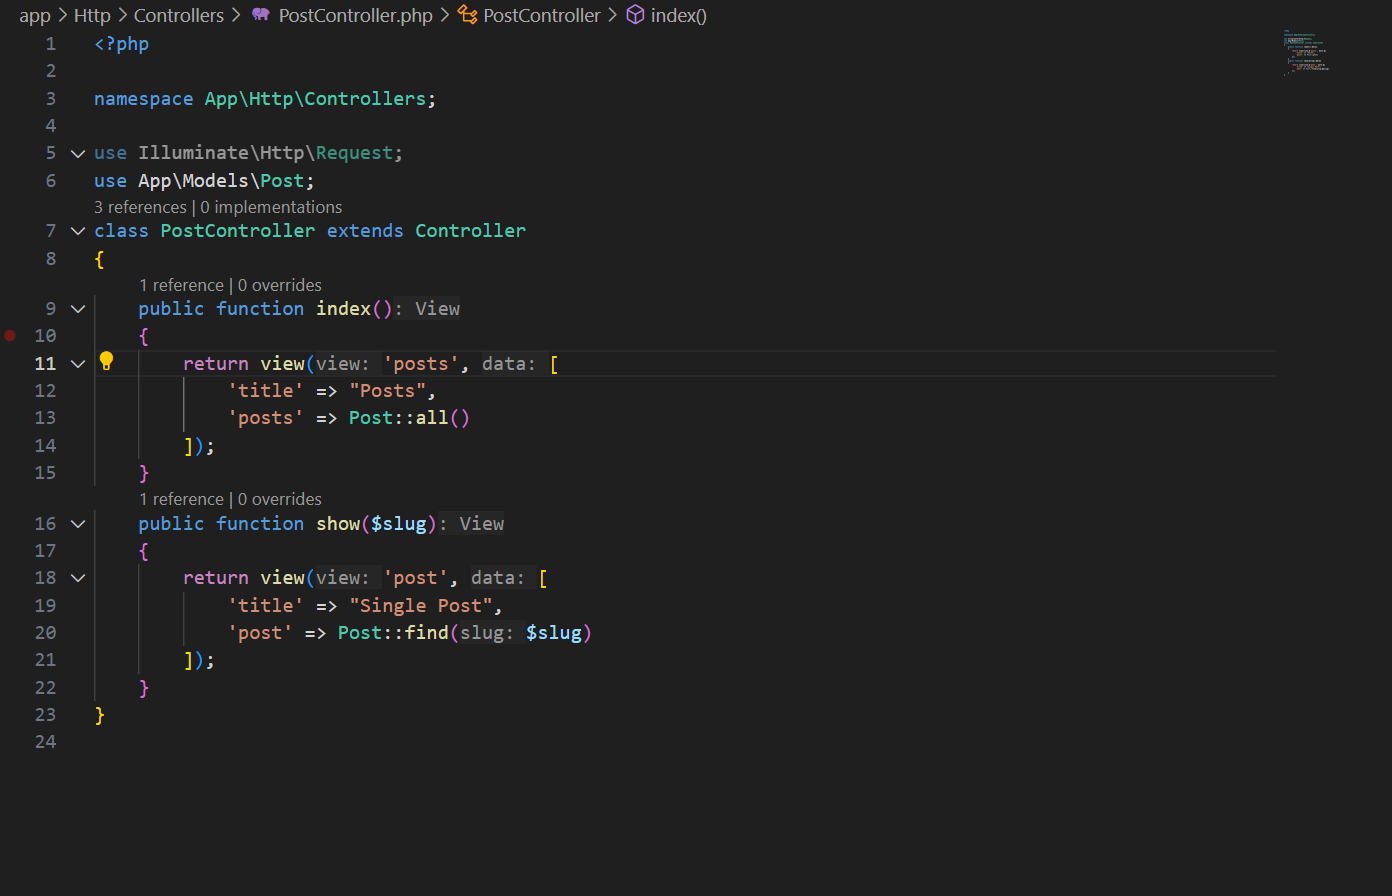 app > Http > Controllers > PostController.php > PostController > index()
1 <?php
2
3 namespace App\Http\Controllers;
4
5 use Illuminate\Http\Request;
6 use App\Models\Post;
3 references | 0 implementations
7 class PostController extends Controller
8 {
1 reference | 0 overrides
9 public function index(): View
10 {
11 return view(view: 'posts', data: [
12 'title' => "Posts",
13 'posts' => Post::all()
14 ]);
15 }
1 reference | 0 overrides
16 public function show($slug): View
17 {
18 return view(view: 'post', data: [
19 'title' => "Single Post",
20 'post' => Post::find(slug: $slug)
21 ]);
22 }
23 }
24